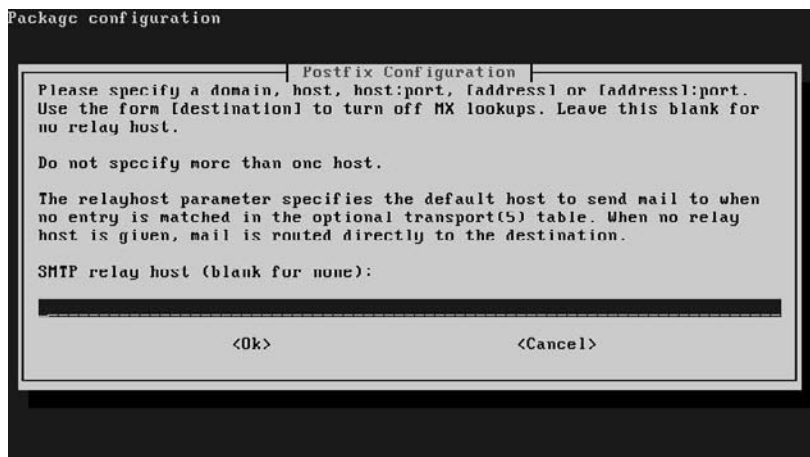 Package configuration
Postfix Configuration
Please specify a domain, host, host:port, [address] or [address]:port.
Use the form [destination] to turn off MX lookups. Leave this blank for
no relay host.
Do not specify more than one host.
The relayhost parameter specifies the default host to send mail to when
no entry is matched in the optional transport(5) table. When no relay
host is given, mail is routed directly to the destination.
SMTP relay host (blank for none):
<Ok> <Cancel>